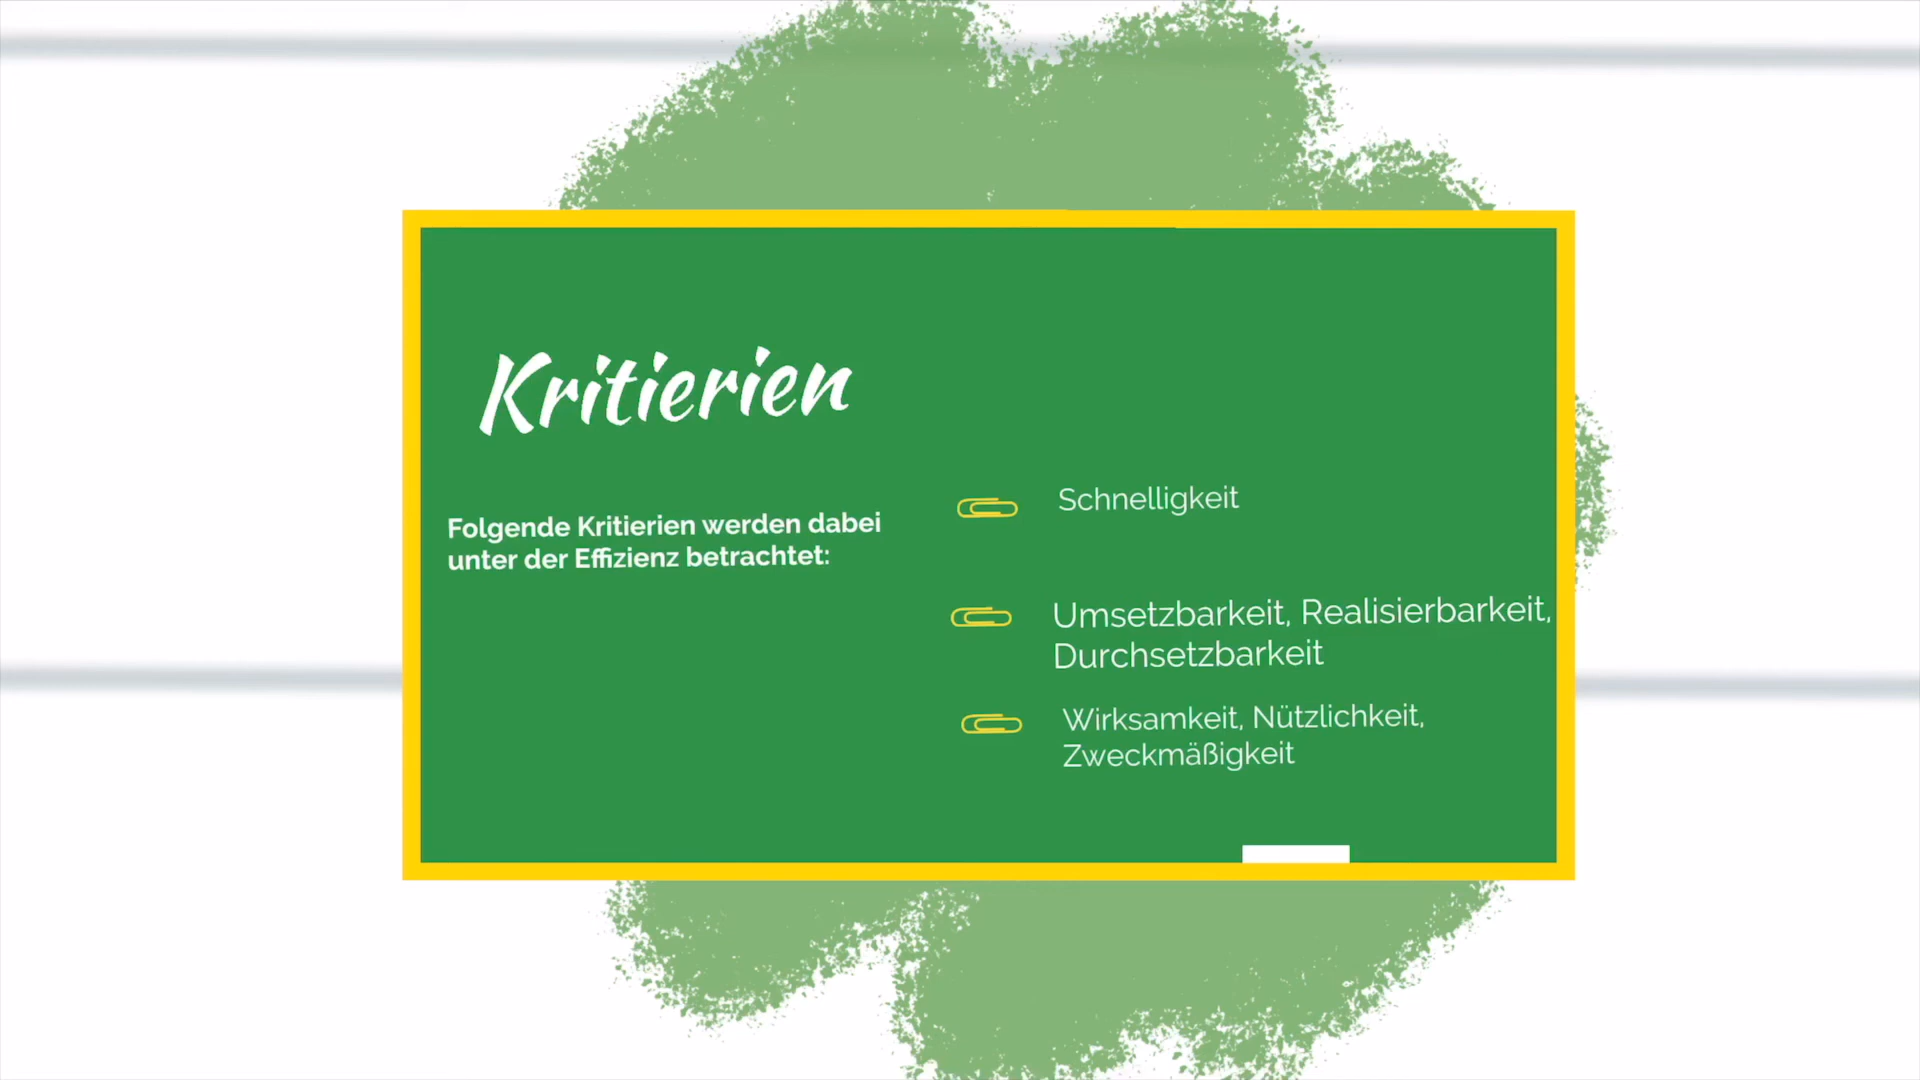 Kritierien
Folgende Kritierien werden dabei
unter der Effizienz betrachtet:
Schnelligkeit
Umsetzbarkeit, Realisierbarkeit,
Durchsetzbarkeit
Wirksamkeit, Nützlichkeit,
Zweckmäßigkeit